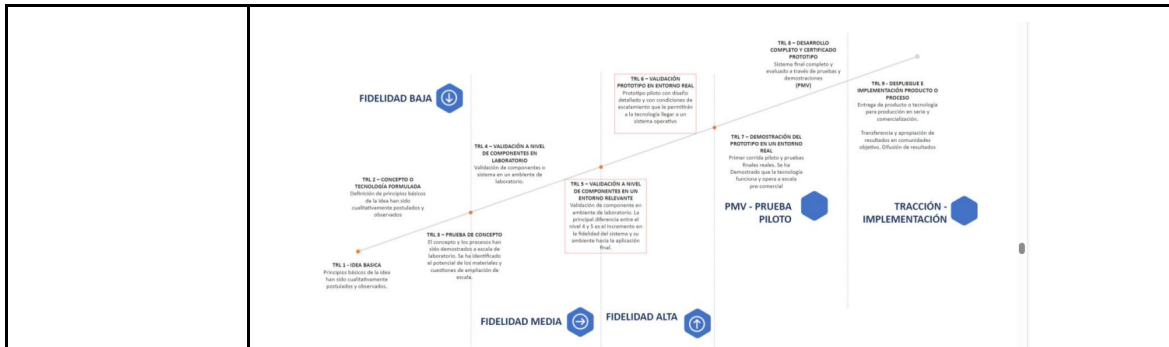 TRL 8 – DESARROLLO
COMPLETO Y CERTIFICADO
PROTOTIPO
Sistema final completo y
evaluado a través de pruebas y
demostraciones
(PMV)
TRL 6 – VALIDACIÓN
PROTOTIPO EN ENTORNO REAL
Prototipo piloto con diseño
detallado y con condiciones de
escalamiento que le permitirán
a la tecnología llegar a un
sistema operativo
TRL 9 - DESPLIEGUE E
IMPLEMENTACIÓN PRODUCTO O
PROCESO
Entrega de producto o tecnología
para producción en serie y
comercialización.
Transferencia y apropiación de
resultados en comunidades
objetivo. Difusión de resultados
FIDELIDAD BAJA
TRL 4 – VALIDACIÓN A NIVEL
DE COMPONENTES EN
LABORATORIO
Validación de componentes o
sistema en un ambiente de
laboratorio.
TRL 7 – DEMOSTRACIÓN DEL
PROTOTIPO EN UN ENTORNO
REAL
Primer corrida piloto y pruebas
finales reales. Se ha
Demostrado que la tecnología
funciona y opera a escala
pre-comercial
TRL 2 – CONCEPTO O
TECNOLOGÍA FORMULADA
Definición de principios básicos
de la idea han sido
cualitativamente postulados y
observados
TRL 5 – VALIDACIÓN A NIVEL
DE COMPONENTES EN UN
ENTORNO RELEVANTE
Validación de componente en
ambiente de laboratorio. La
principal diferencia entre el
nivel 4 y 5 es el incremento en
la fidelidad del sistema y su
ambiente hacia la aplicación
final.
PMV - PRUEBA
PILOTO
TRACCIÓN -
IMPLEMENTACIÓN
TRL 3 – PRUEBA DE CONCEPTO
El concepto y los procesos han
sido demostrados a escala de
laboratorio. Se ha identificado
el potencial de los materiales y
cuestiones de ampliación de
escala.
TRL 1 - IDEA BASICA
Principios básicos de la idea
han sido cualitativamente
postulados y observados.
FIDELIDAD MEDIA
FIDELIDAD ALTA